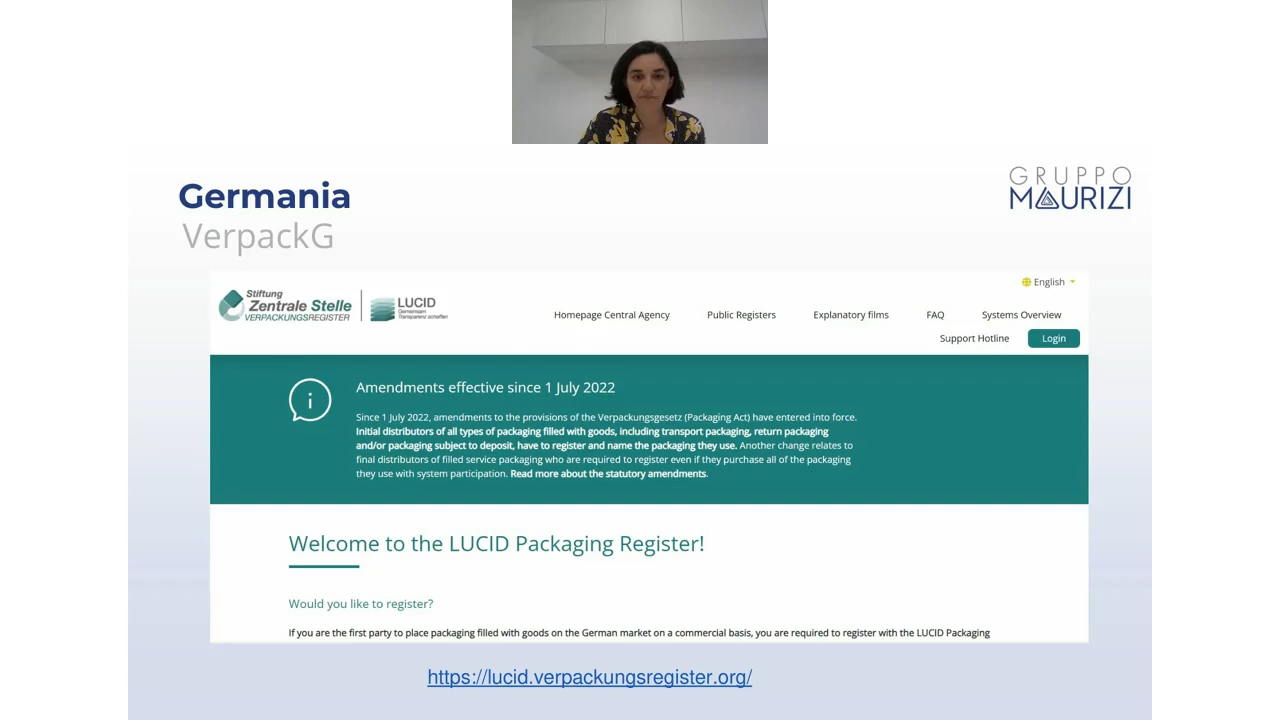 Germania
VerpackG
GRUPPO
MAURIZI
English
Stiftung
Zentrale Stelle
VERPACKUNGSREGISTER
LUCID
Gemeinsam
Transparenz schaffen
Homepage Central Agency Public Registers Explanatory films FAQ Systems Overview
Support Hotline Login
Amendments effective since 1 July 2022
Since 1 July 2022, amendments to the provisions of the Verpackungsgesetz (Packaging Act) have entered into force.
Initial distributors of all types of packaging filled with goods, including transport packaging, return packaging
and/or packaging subject to deposit, have to register and name the packaging they use. Another change relates to
final distributors of filled service packaging who are required to register even if they purchase all of the packaging
they use with system participation. Read more about the statutory amendments.
Welcome to the LUCID Packaging Register!
Would you like to register?
If you are the first party to place packaging filled with goods on the German market on a commercial basis, you are required to register with the LUCID Packaging
https://lucid.verpackungsregister.org/